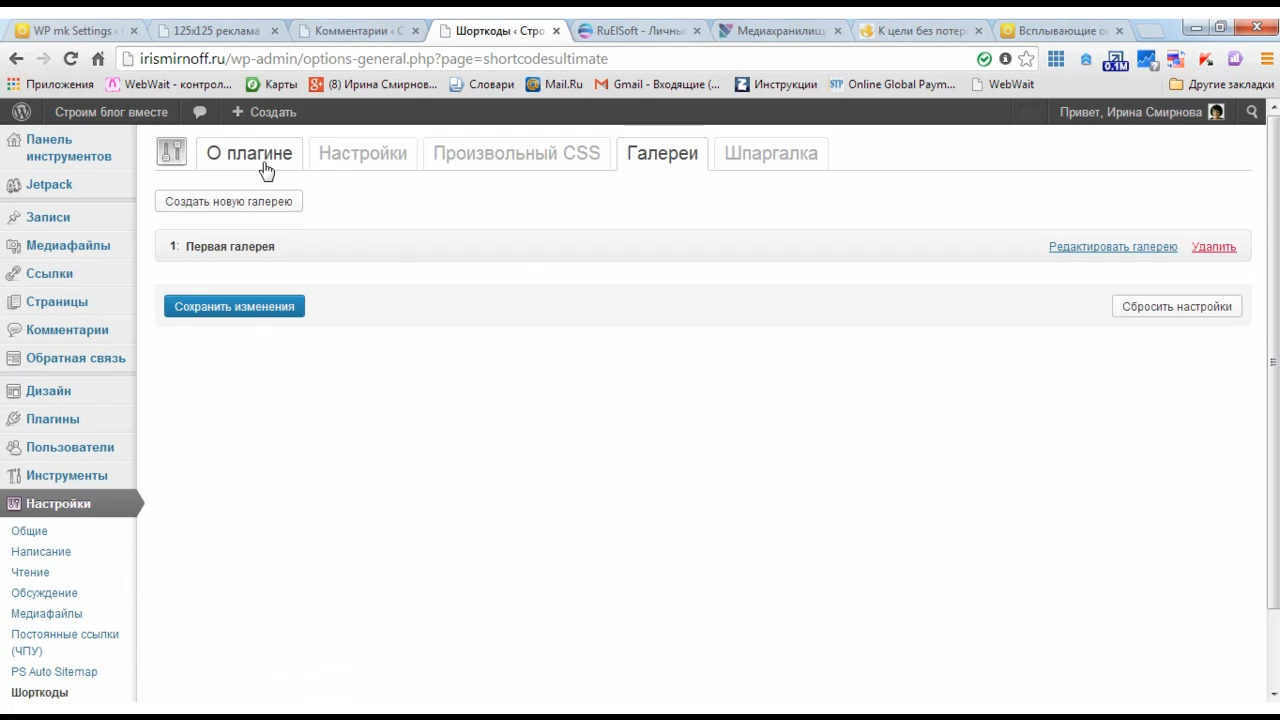 WP mk Settings ‹
125x125 реклама
Комментарии ‹ С
Шорткоды ‹ Стро
RuElSoft - Личны
Медиахранилищ
К цели без потер
Всплывающие о
irismirnoff.ru/wp-admin/options-general.php?page=shortcodesultimate
0.1M
Приложения
WebWait - контрол...
Карты
(8) Ирина Смирнов...
Словари
Mail.Ru
Gmail - Входящие (...
Инструкции
STP
Online Global Paym...
WebWait
Другие закладки
Строим блог вместе
Создать
Привет, Ирина Смирнова
Панель
инструментов
Jetpack
Записи
Медиафайлы
Ссылки
Страницы
Комментарии
Обратная связь
Дизайн
Плагины
Пользователи
Инструменты
Настройки
Общие
Написание
Чтение
Обсуждение
Медиафайлы
Постоянные ссылки
(ЧПУ)
PS Auto Sitemap
Шорткоды
О плагине
Настройки
Произвольный CSS
Галереи
Шпаргалка
Создать новую галерею
1: Первая галерея
Редактировать галерею
Удалить
Сохранить изменения
Сбросить настройки